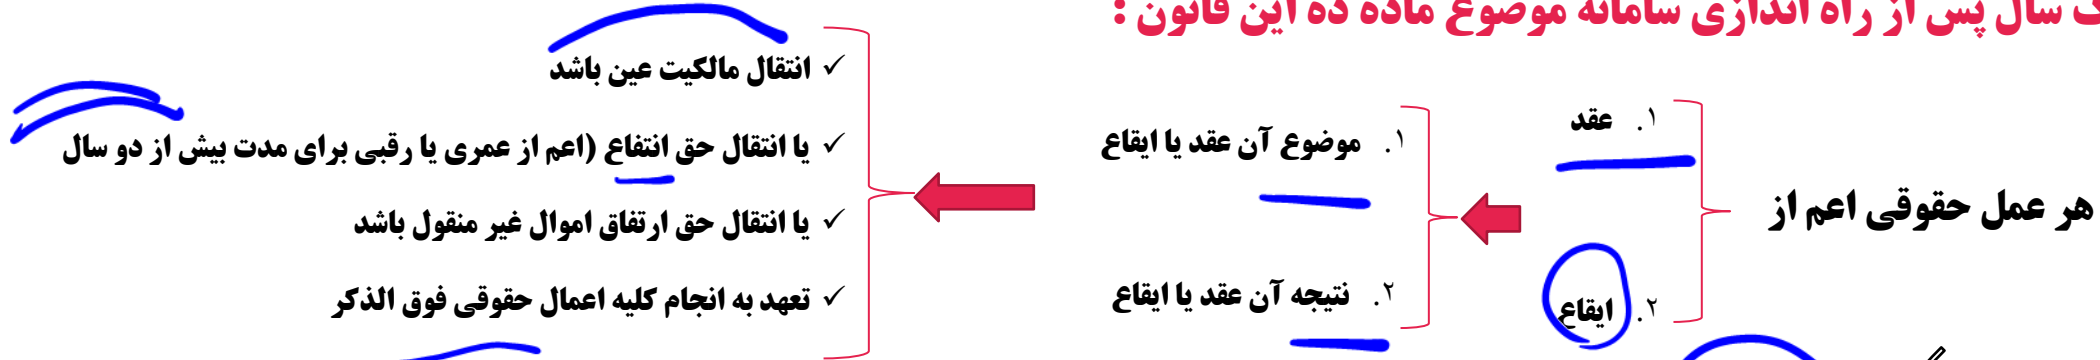 ک سال پس از راه اندازی سامانه موضوع ماده ده این قانون :
هر عمل حقوقی اعم از
۱. عقد
۲. ایقاع
۱. موضوع آن عقد یا ایقاع
۲. نتیجه آن عقد یا ایقاع
✓ انتقال مالکیت عین باشد
✓ یا انتقال حق انتفاع (اعم از عمری یا رقبی برای مدت بیش از دو سال
✓ یا انتقال حق ارتفاق اموال غیر منقول باشد
✓ تعهد به انجام کلیه اعمال حقوقی فوق الذکر